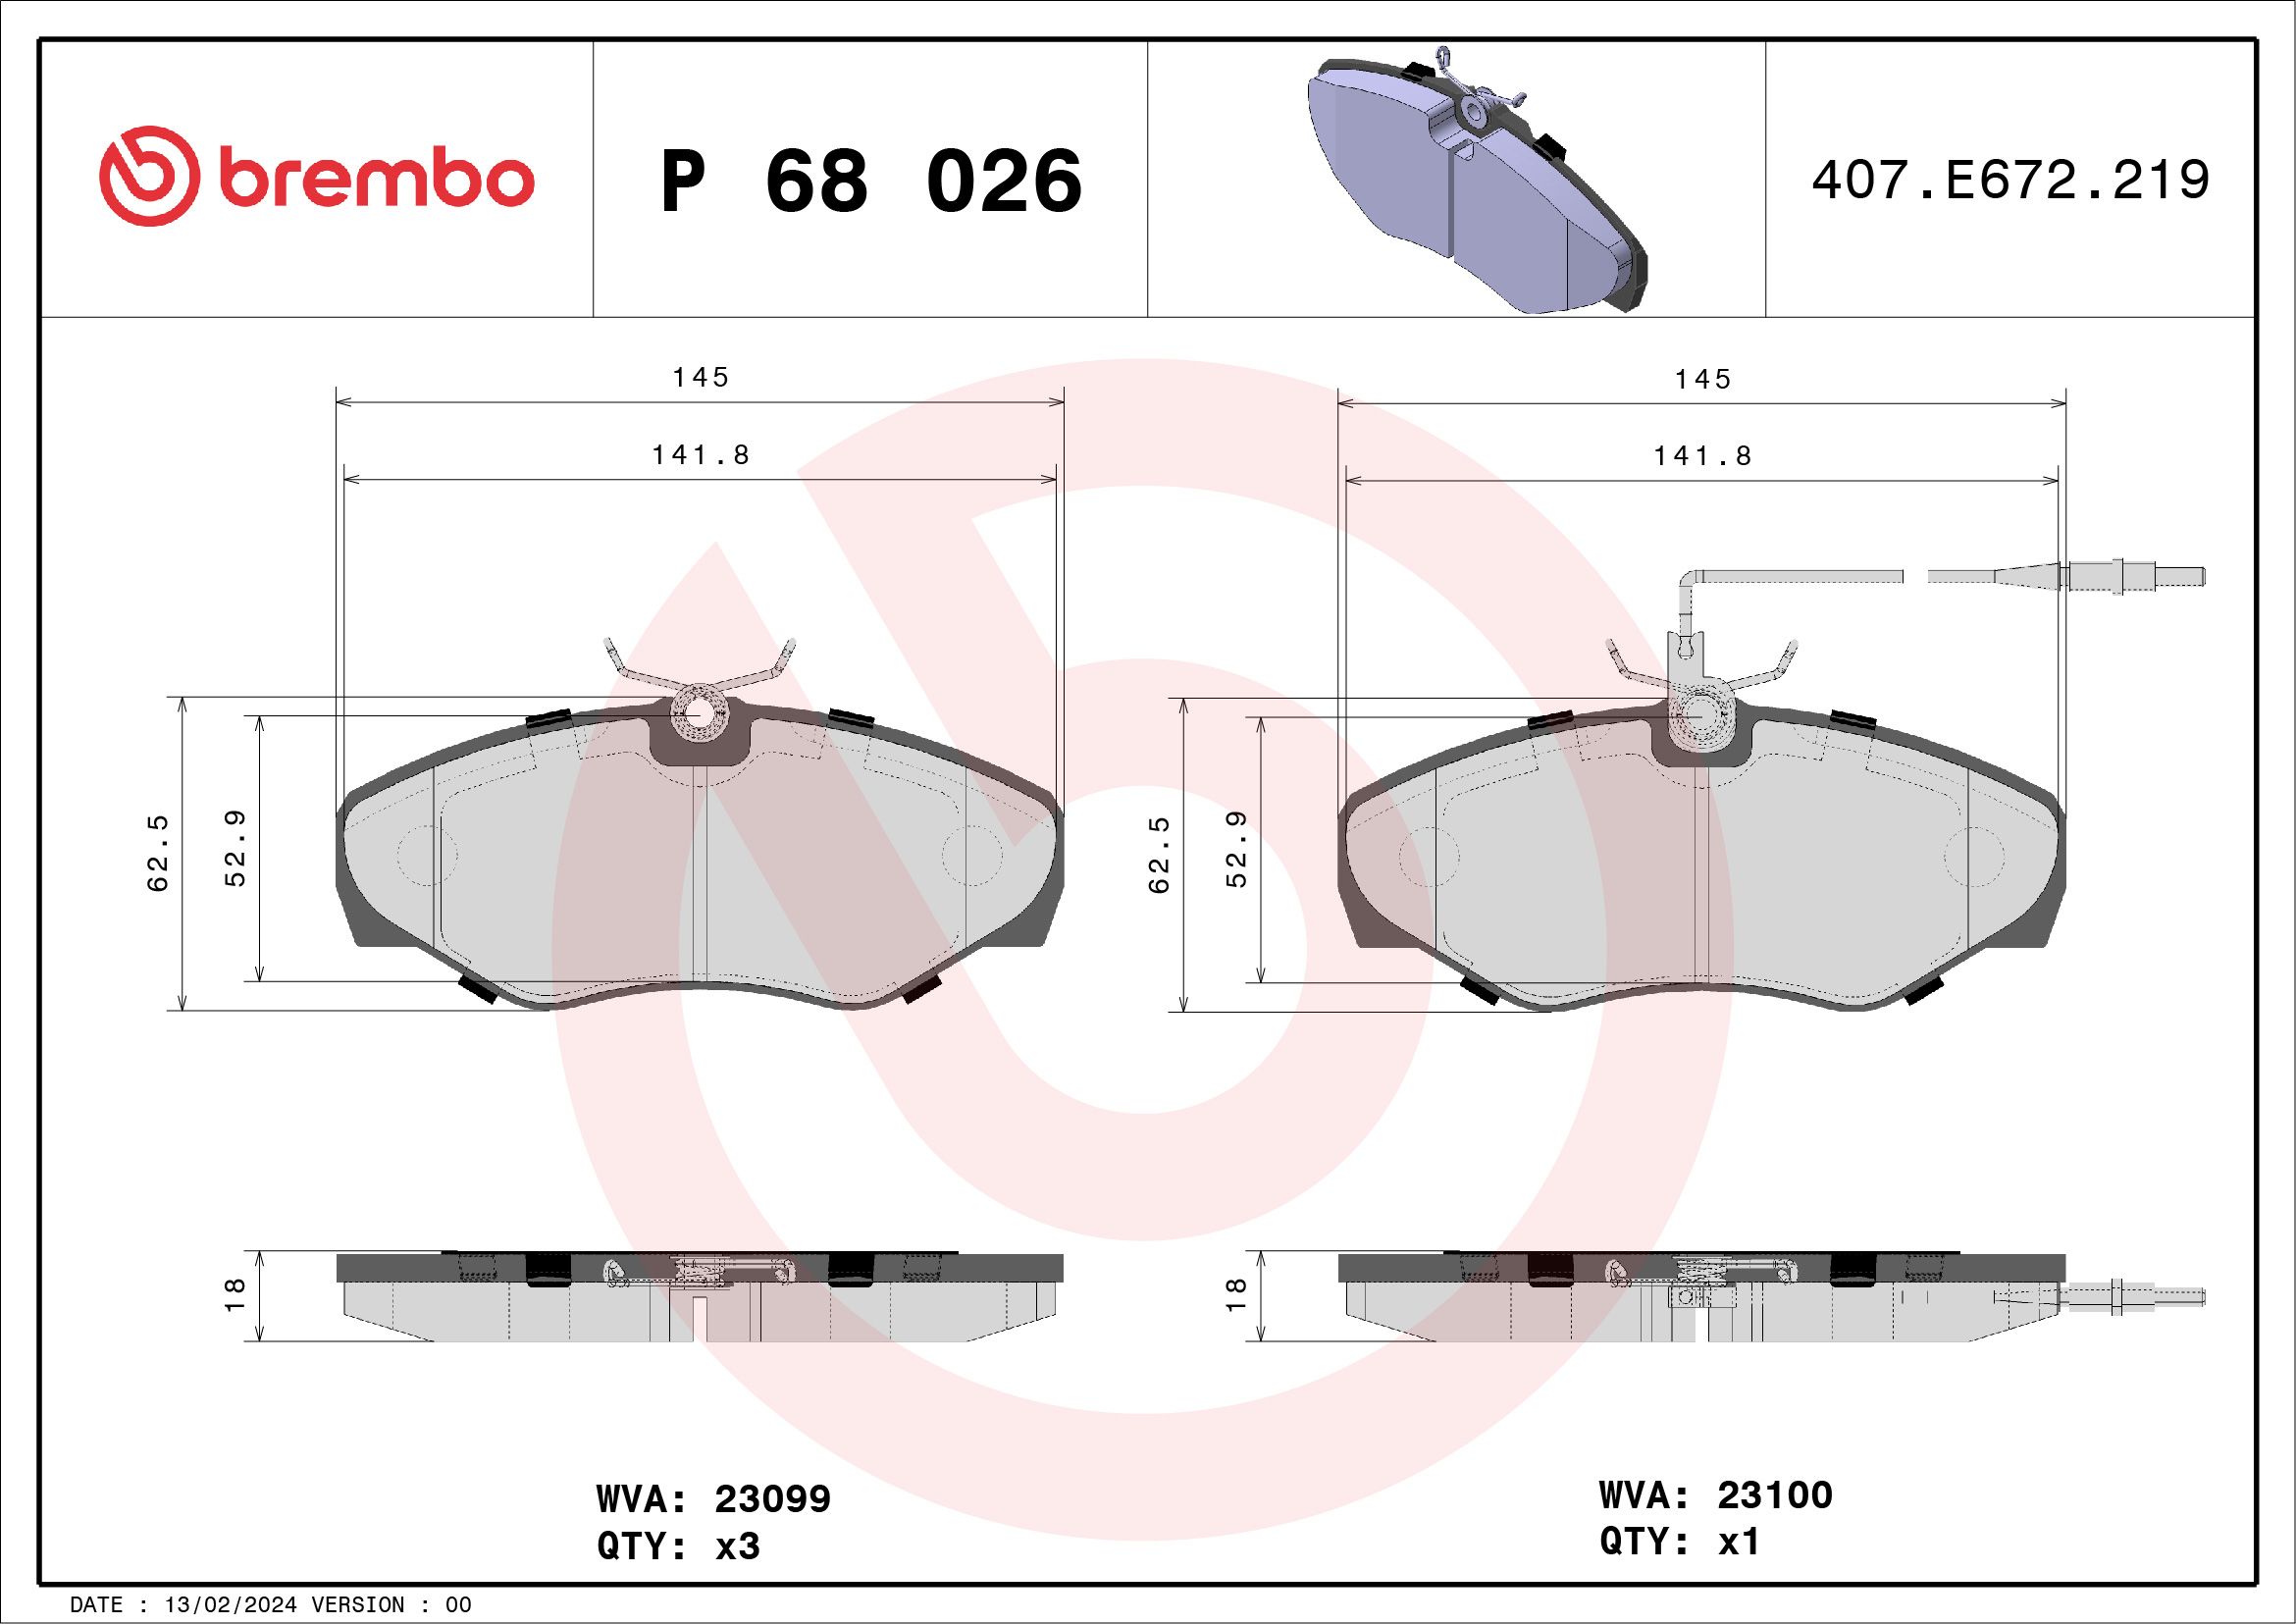 brembo
P 68 026
407.E672.219
145
141.8
62.5
52.9
18
WVA: 23099
QTY: x3
145
141.8
62.5
52.9
18
WVA: 23100
QTY: x1
DATE : 13/02/2024 VERSION : 00